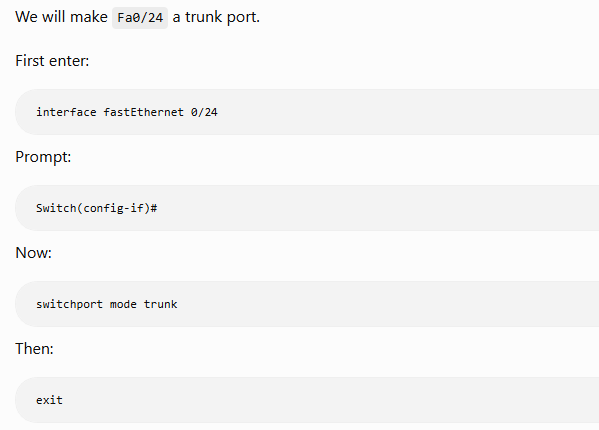 We will make Fa0/24 a trunk port.
First enter:
interface fastEthernet 0/24
Prompt:
Switch(config-if)#
Now:
switchport mode trunk
Then:
exit